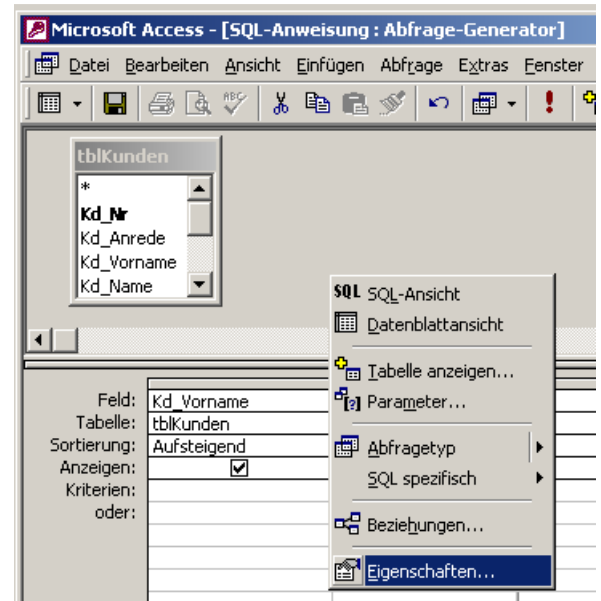 Microsoft Access - [SQL-Anweisung : Abfrage-Generator]
Datei Bearbeiten Ansicht Einfügen Abfrage Extras Fenster
ABC
tblKunden
*
Kd_Nr
Kd_Anrede
Kd_Vorname
Kd_Name
SQL SQL-Ansicht
Datenblattansicht
Tabelle anzeigen...
[?] Parameter...
Abfragetyp
SQL spezifisch
Beziehungen...
Eigenschaften...
Feld: Kd_Vorname
Tabelle: tblKunden
Sortierung: Aufsteigend
Anzeigen:
Kriterien:
oder: